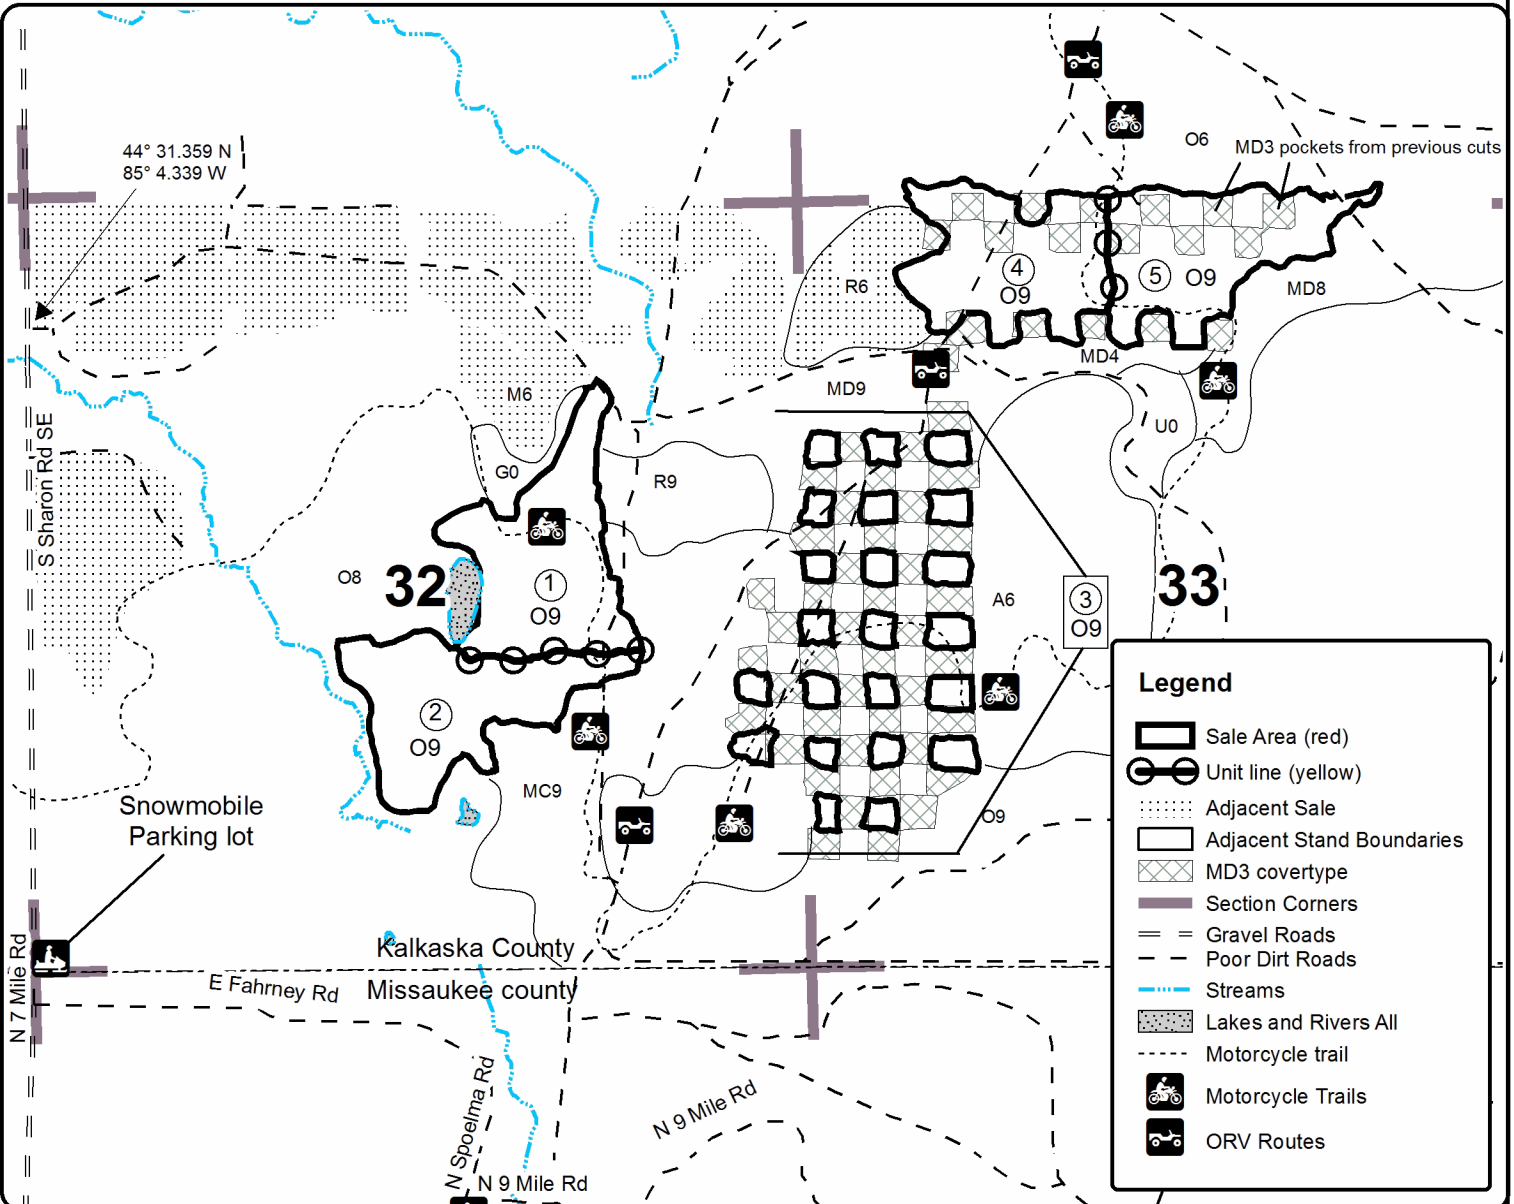 O6
MD3 pockets from previous cuts
44° 31.359 N
85° 4.339 W
R6
4
O9
5
O9
MD8
MD4
M6
MD9
U0
S Sharon Rd SE
G0
R9
O8
32
1
O9
A6
3
O9
33
2
O9
MC9
O9
Snowmobile
Parking lot
Legend
Sale Area (red)
Unit line (yellow)
Adjacent Sale
Adjacent Stand Boundaries
MD3 covertype
Section Corners
Gravel Roads
Poor Dirt Roads
Streams
Lakes and Rivers All
Motorcycle trail
Motorcycle Trails
ORV Routes
N 7 Mile Rd
Kalkaska County
E Fahrney Rd
Missaukee county
N Spoelma Rd
N 9 Mile Rd
N 9 Mile Rd